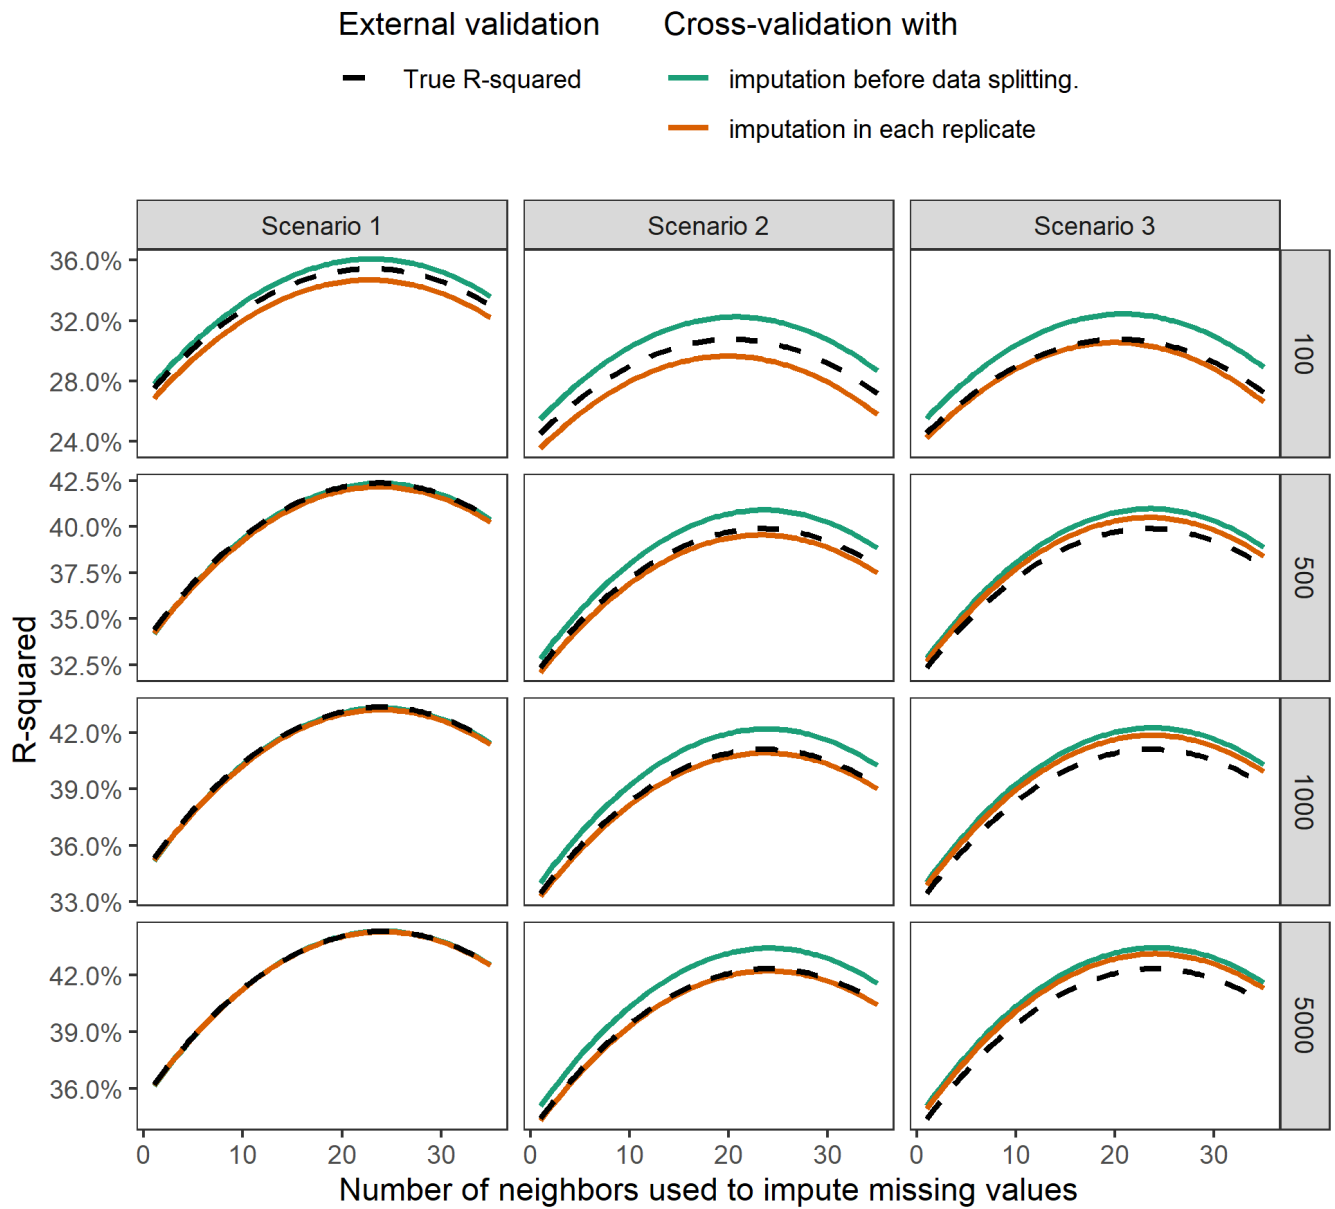 External validation
Cross-validation with
True R-squared
imputation before data splitting.
imputation in each replicate
Scenario 1
Scenario 2
Scenario 3
36.0%
32.0%
28.0%
24.0%
100
42.5%
40.0%
37.5%
35.0%
32.5%
500
42.0%
39.0%
36.0%
33.0%
1000
42.0%
39.0%
36.0%
5000
R-squared
0 10 20 30
0 10 20 30
0 10 20 30
Number of neighbors used to impute missing values